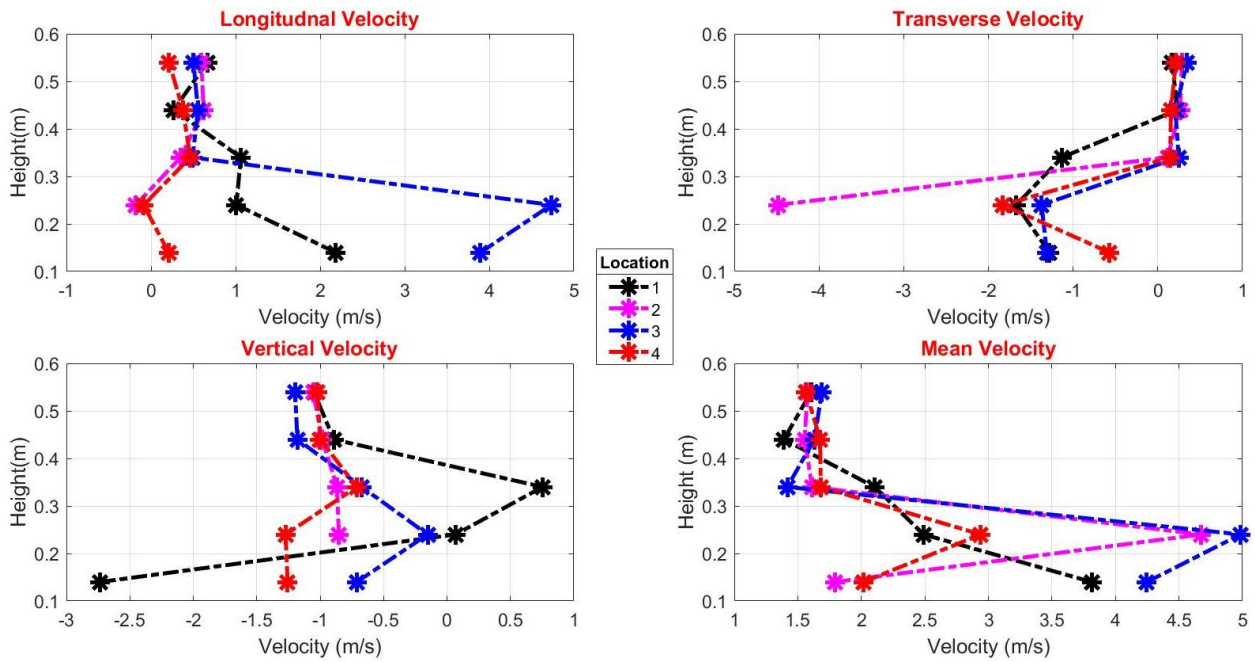 Longitudnal Velocity
0.6
0.5
0.4
0.3
0.2
0.1
Height(m)
-1 0 1 2 3 4 5
Velocity (m/s)
Transverse Velocity
0.6
0.5
0.4
0.3
0.2
0.1
Height(m)
-5 -4 -3 -2 -1 0 1
Velocity (m/s)
Location
1
2
3
4
Vertical Velocity
0.6
0.5
0.4
0.3
0.2
0.1
Height(m)
-3 -2.5 -2 -1.5 -1 -0.5 0 0.5 1
Velocity (m/s)
Mean Velocity
0.6
0.5
0.4
0.3
0.2
0.1
Height (m)
1 1.5 2 2.5 3 3.5 4 4.5 5
Velocity (m/s)